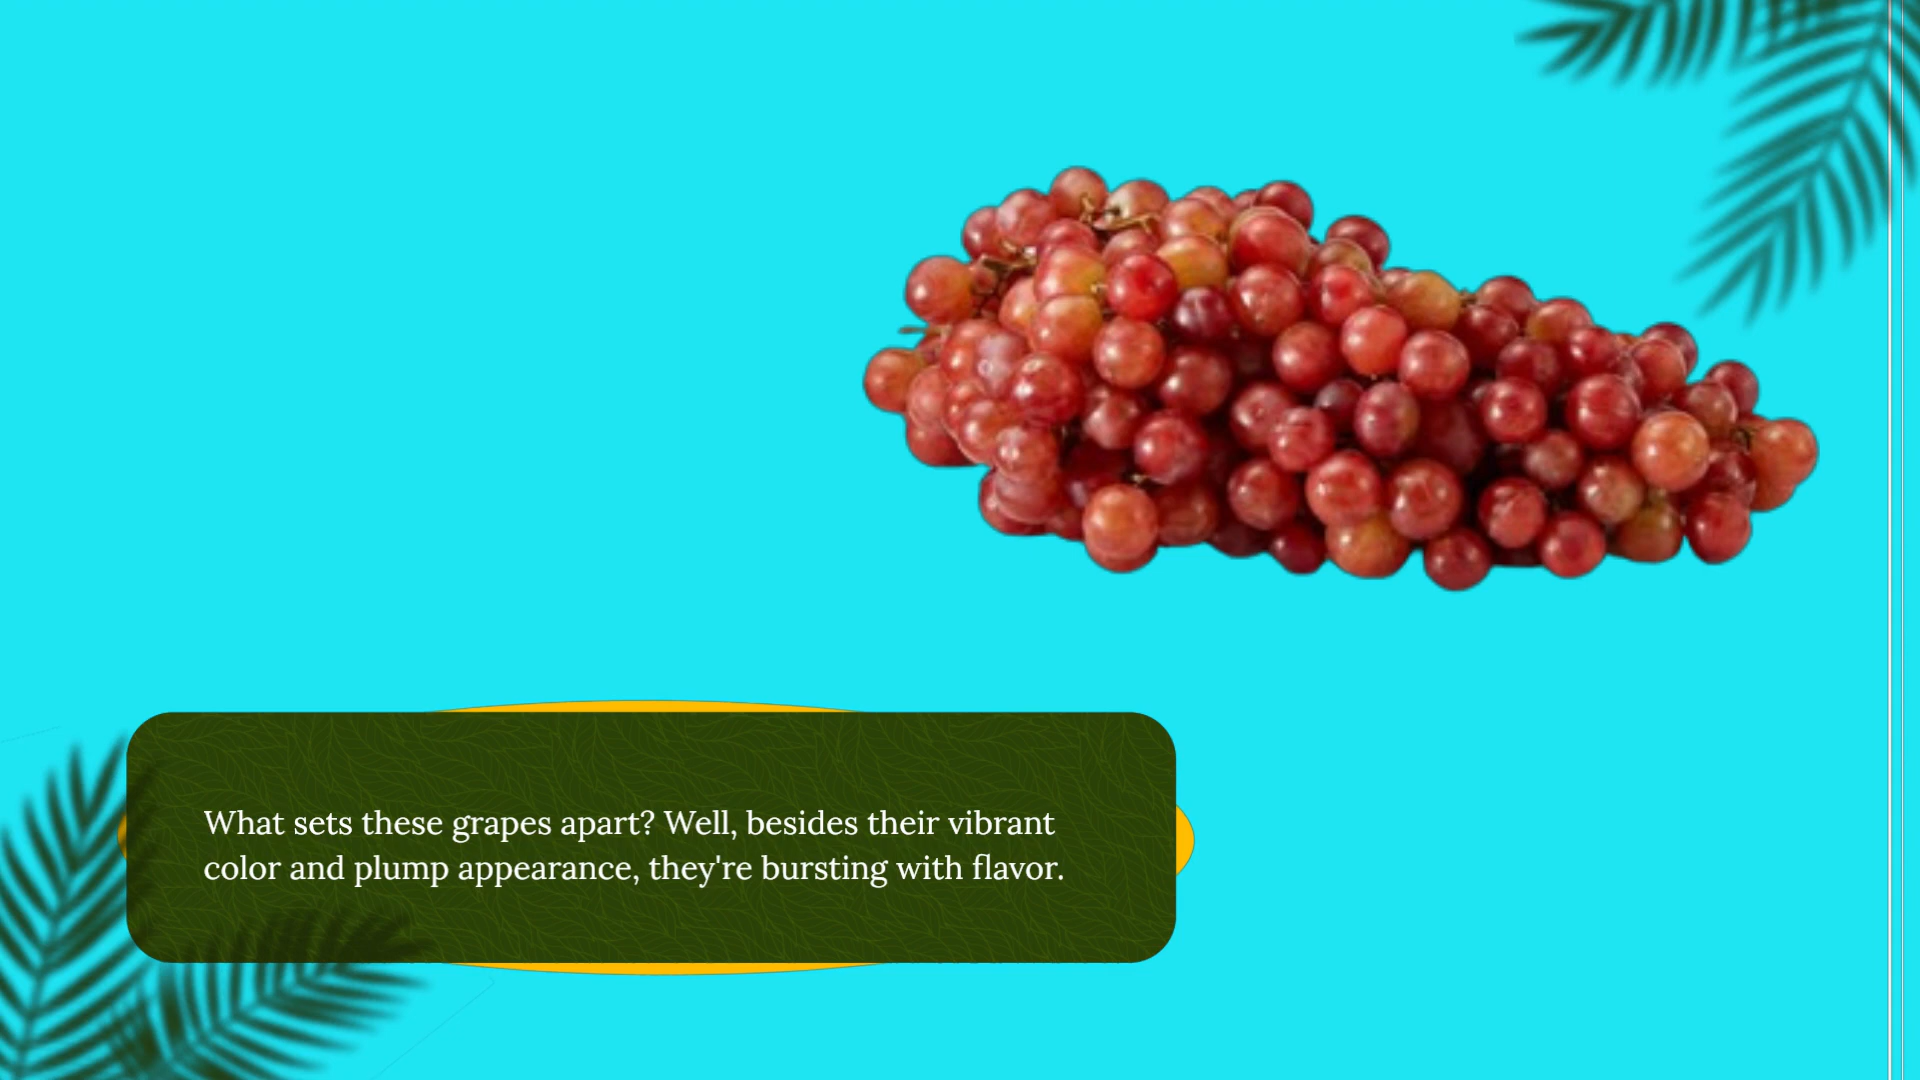 What sets these grapes apart? Well, besides their vibrant
color and plump appearance, they're bursting with flavor.